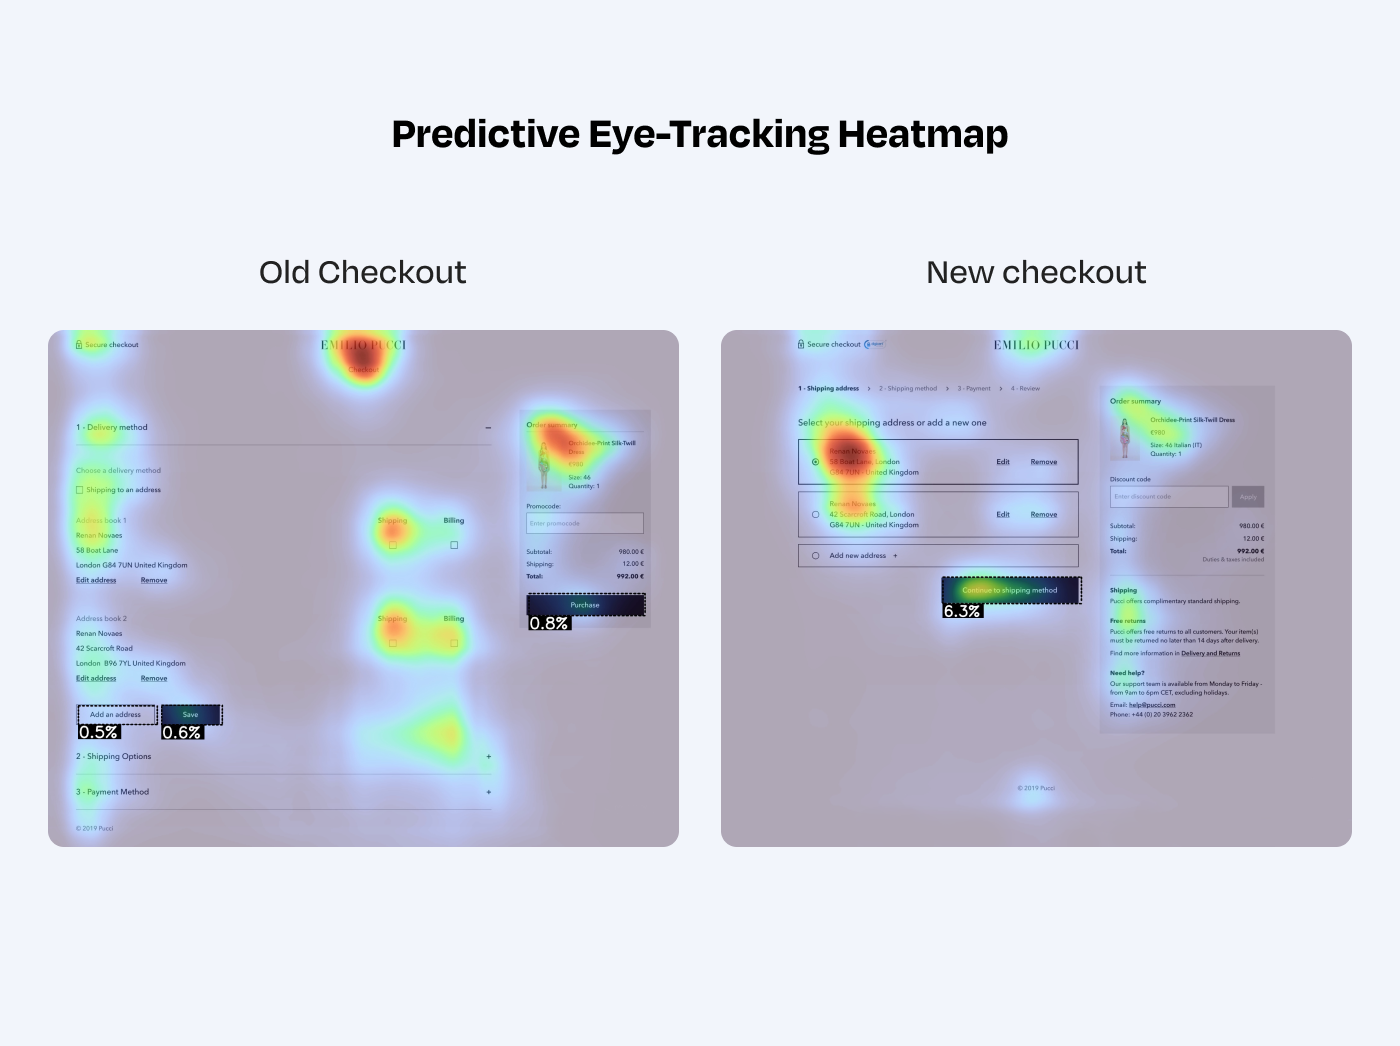 Predictive Eye-Tracking Heatmap
Old Checkout
Secure checkout
EMILIO PUCCI
Checkout
1 - Delivery method
Choose a delivery method
Shipping to an address
Address book 1
Renan Novaes
58 Boat Lane
London G84 7UN United Kingdom
Edit address Remove
Shipping Billing
Address book 2
Renan Novaes
42 Scarcroft Road
London B96 7YL United Kingdom
Edit address Remove
Shipping Billing
Add an address Save
0.5% 0.6%
2 - Shipping Options +
3 - Payment Method +
© 2019 Pucci
Order summary
Orchidee-Print Silk-Twill
Dress
€980
Size: 46
Quantity: 1
Promocode:
Enter promocode
Subtotal: 980.00 €
Shipping: 12.00 €
Total: 992.00 €
Purchase
0.8%
New checkout
Secure checkout
EMILIO PUCCI
1 - Shipping address > 2 - Shipping method > 3 - Payment > 4 - Review
Select your shipping address or add a new one
Renan Novaes
58 Boat Lane, London
G84 7UN - United Kingdom
Edit Remove
Renan Novaes
42 Scarcroft Road, London
G84 7UN - United Kingdom
Edit Remove
Add new address +
Continue to shipping method
6.3%
Order summary
Orchidee-Print Silk-Twill Dress
€980
Size: 46 Italian (IT)
Quantity: 1
Discount code
Enter discount code Apply
Subtotal: 980.00 €
Shipping: 12.00 €
Total: 992.00 €
Duties & taxes included
Shipping
Pucci offers complimentary standard shipping.
Free returns
Pucci offers free returns to all customers. Your item(s)
must be returned no later than 14 days after delivery.
Find more information in Delivery and Returns
Need help?
Our support team is available from Monday to Friday -
from 9am to 6pm CET, excluding holidays.
Email: help@pucci.com
Phone: +44 (0) 20 3962 2362
© 2019 Pucci